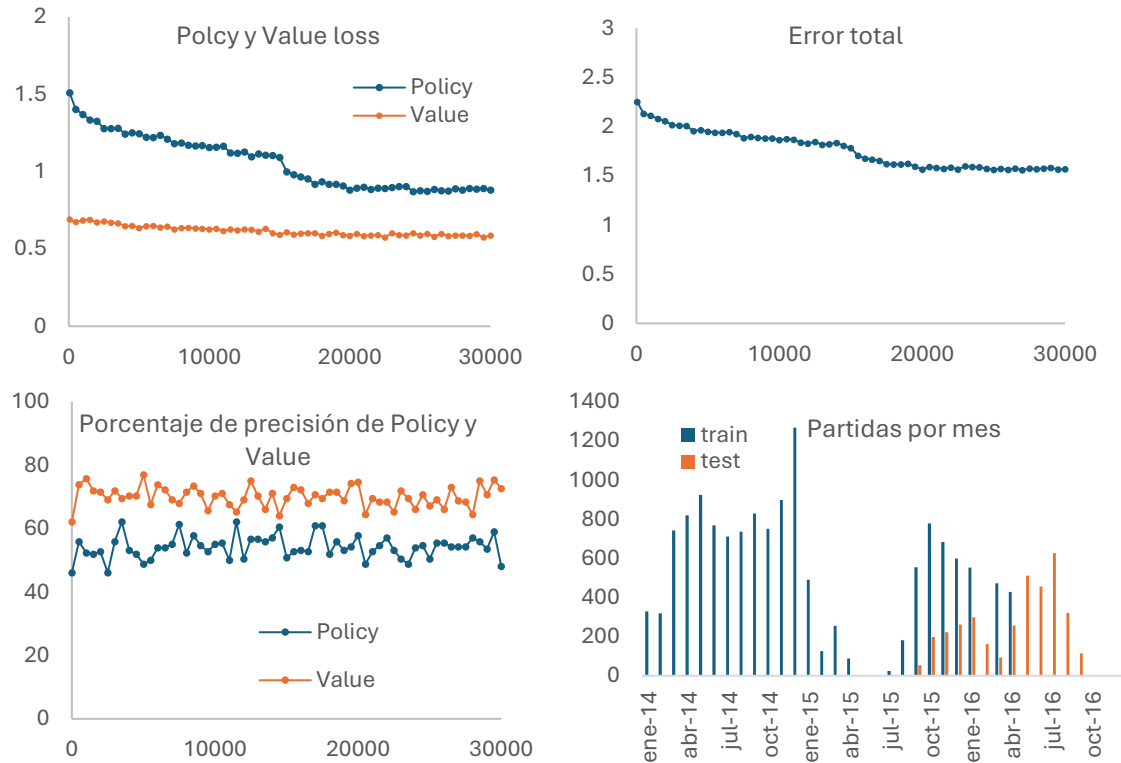 Polcy y Value loss
Policy
Value
2
1.5
1
0.5
0
0
10000
20000
30000
Error total
3
2.5
2
1.5
1
0.5
0
0
10000
20000
30000
Porcentaje de precisión de Policy y
Value
Policy
Value
100
80
60
40
20
0
0
10000
20000
30000
Partidas por mes
train
test
1400
1200
1000
800
600
400
200
0
ene-14
abr-14
jul-14
oct-14
ene-15
abr-15
jul-15
oct-15
ene-16
abr-16
jul-16
oct-16